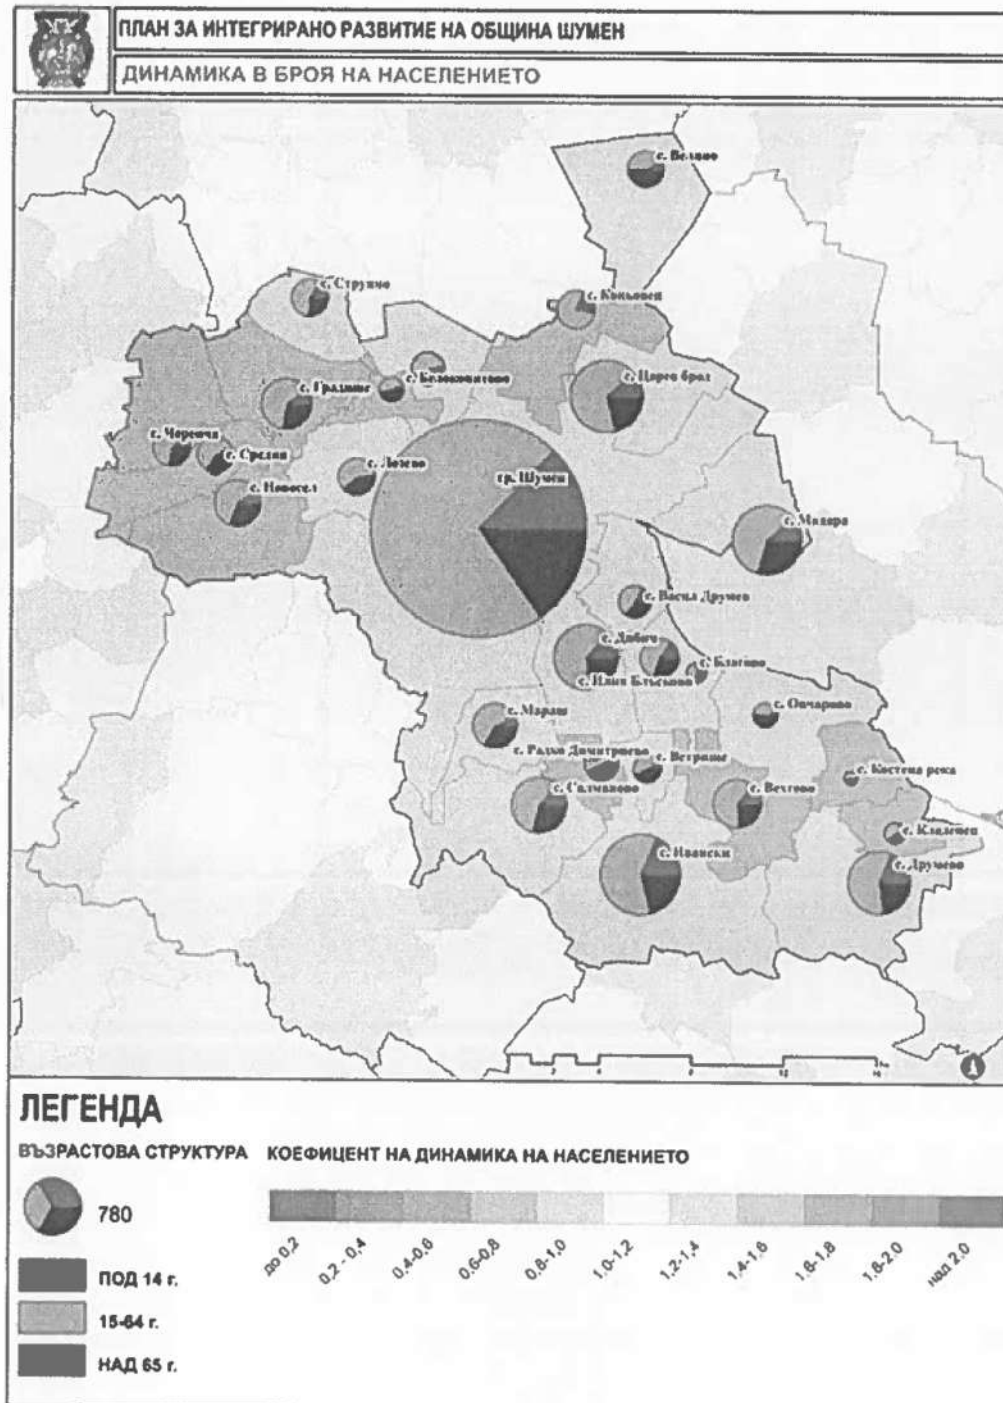 ПЛАН ЗА ИНТЕГРИРАНО РАЗВИТИЕ НА ОБЩИНА ШУМЕН
ДИНАМИКА В БРОЯ НА НАСЕЛЕНИЕТО
с. Велино
с. Струино
с. Коньовец
с. Белокопитово
с. Царев брод
с. Градище
с. Черенча
с. Средня
с. Лозево
гр. Шумен
с. Новосел
с. Мадара
с. Васил Друмев
с. Дибич
с. Илия Блъсково
с. Благово
с. Мараш
с. Овчарово
с. Радко Димитриево
с. Ветрище
с. Костена река
с. Салманово
с. Вехтово
с. Кладенец
с. Ивански
с. Друмево
ЛЕГЕНДА
ВЪЗРАСТОВА СТРУКТУРА
780
ПОД 14 г.
15-64 г.
НАД 65 г.
КОЕФИЦЕНТ НА ДИНАМИКА НА НАСЕЛЕНИЕТО
до 0,2
0,2 - 0,4
0,4-0,6
0,6-0,8
0,8-1,0
1,0-1,2
1,2-1,4
1,4-1,6
1,6-1,8
1,8-2,0
над 2,0